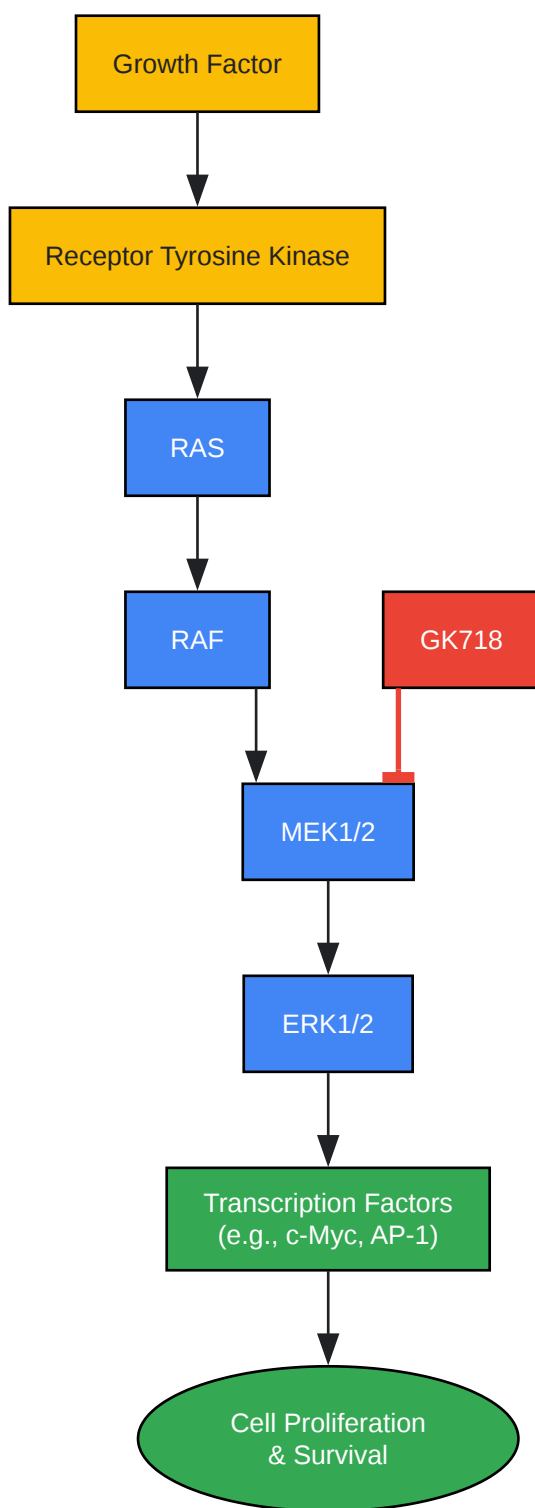 Growth Factor
Receptor Tyrosine Kinase
RAS
RAF
GK718
MEK1/2
ERK1/2
Transcription Factors
(e.g., c-Myc, AP-1)
Cell Proliferation
& Survival